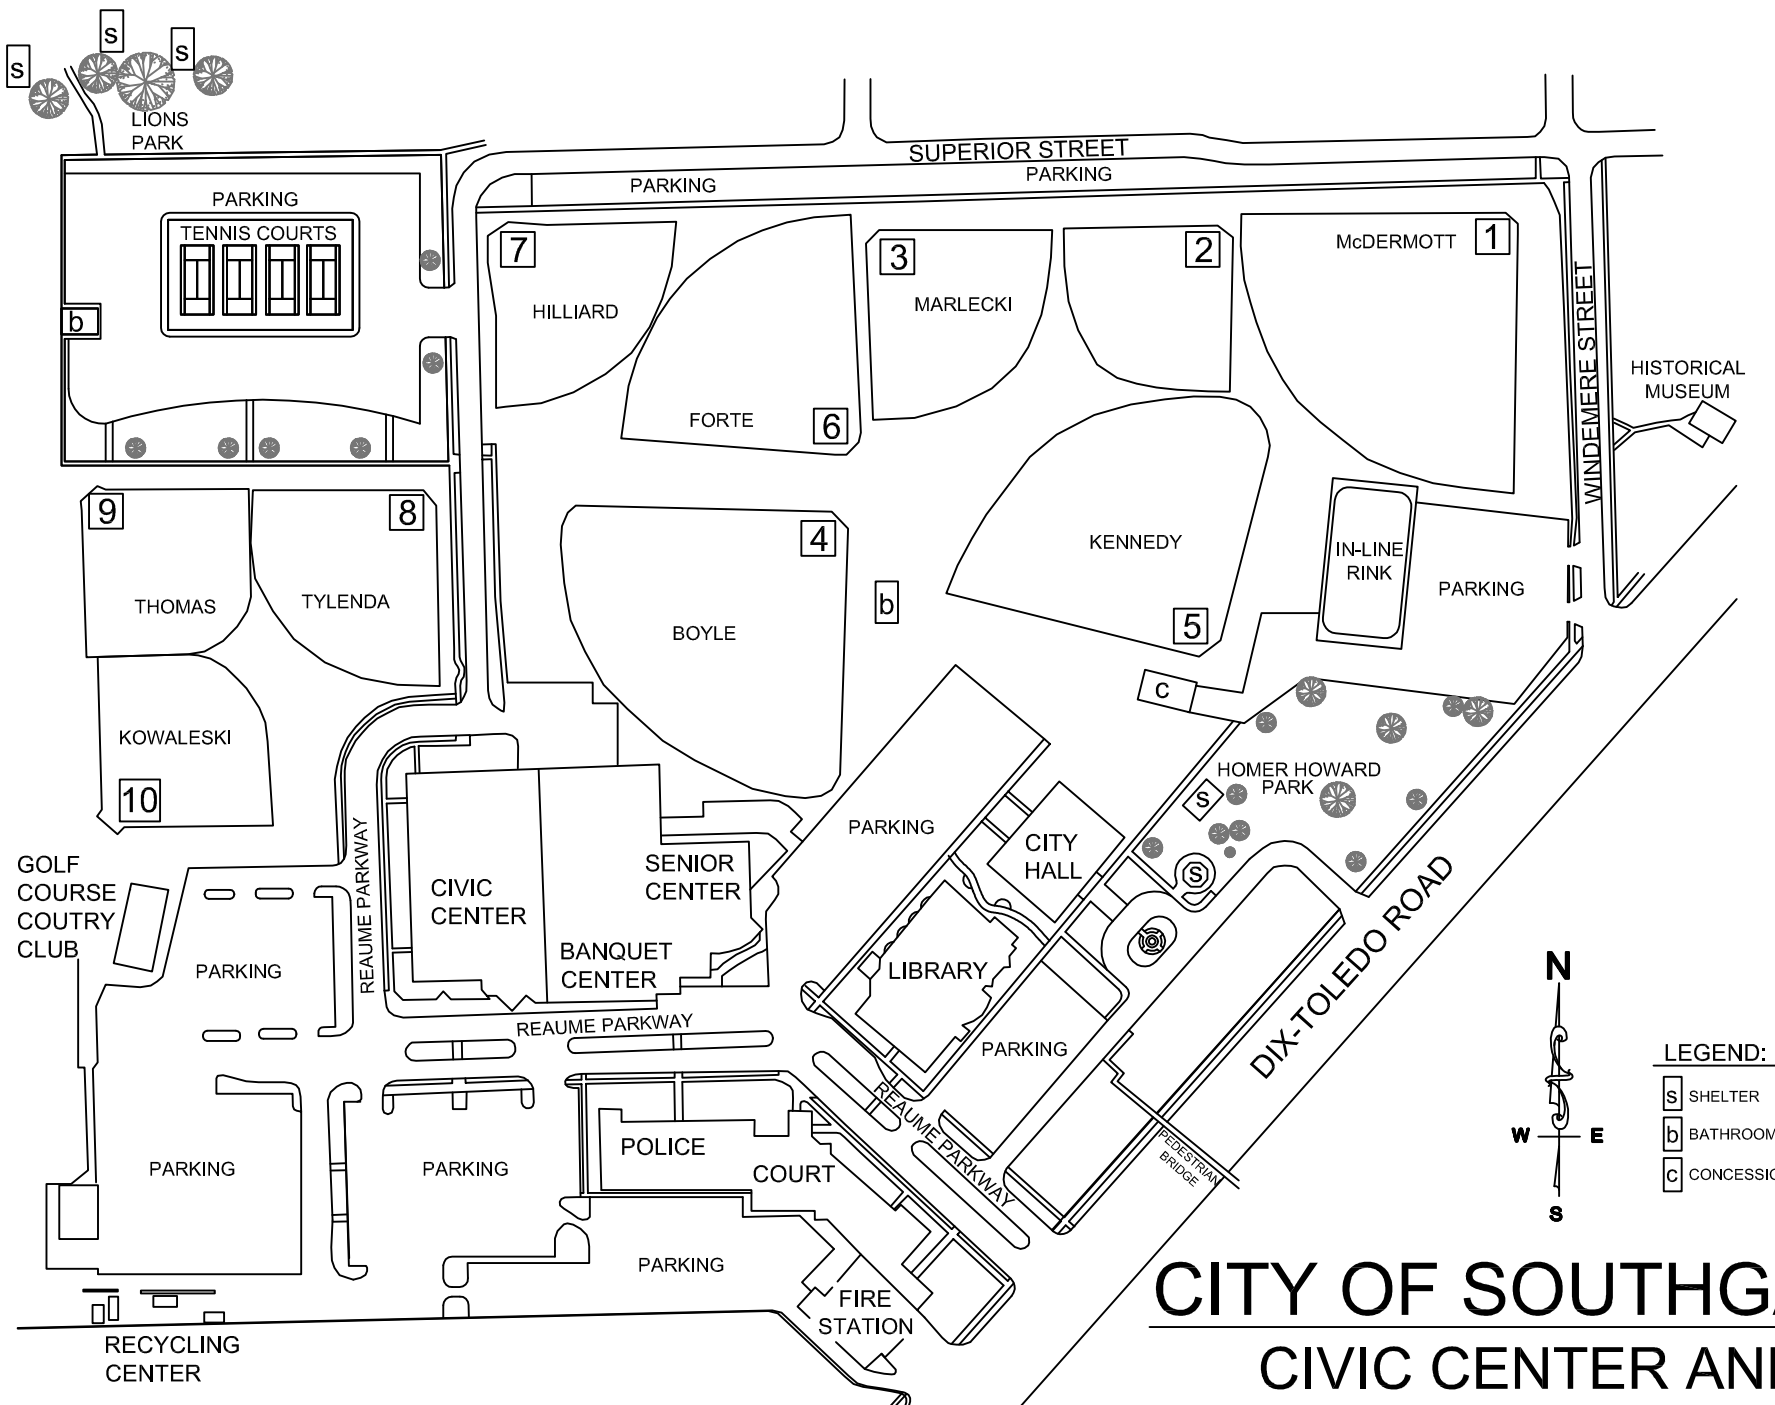 s
s
s
LIONS
PARK
SUPERIOR STREET
PARKING
PARKING
PARKING
TENNIS COURTS
b
7
HILLIARD
FORTE
6
3
MARLECKI
2
McDERMOTT
1
WINDEMERE STREET
HISTORICAL
MUSEUM
9
THOMAS
8
TYLENDA
4
BOYLE
b
KENNEDY
5
IN-LINE
RINK
PARKING
c
KOWALESKI
10
HOMER HOWARD
PARK
s
s
GOLF
COURSE
COUTRY
CLUB
PARKING
REAUME PARKWAY
CIVIC
CENTER
SENIOR
CENTER
BANQUET
CENTER
PARKING
CITY
HALL
LIBRARY
PARKING
DIX-TOLEDO ROAD
REAUME PARKWAY
REAUME PARKWAY
PEDESTRIAN
BRIDGE
PARKING
PARKING
POLICE
COURT
PARKING
FIRE
STATION
RECYCLING
CENTER
N
W E
S
LEGEND:
s SHELTER
b BATHROOM
c CONCESSIO
CITY OF SOUTHGA
CIVIC CENTER AN